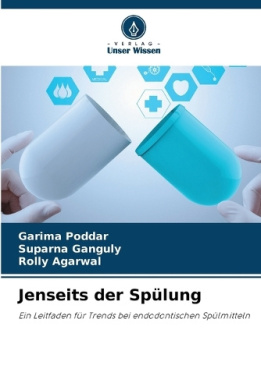 VERLAG
Unser Wissen
Garima Poddar
Suparna Ganguly
Rolly Agarwal
Jenseits der Spülung
Ein Leitfaden für Trends bei endodontischen Spülmitteln